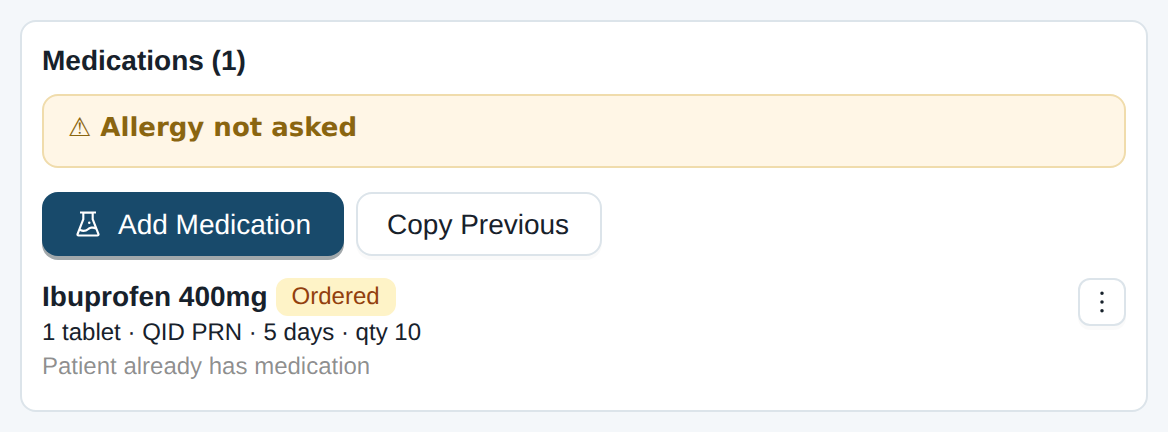 Medications (1)
⚠ Allergy not asked
Add Medication
Copy Previous
Ibuprofen 400mg Ordered
1 tablet · QID PRN · 5 days · qty 10
Patient already has medication